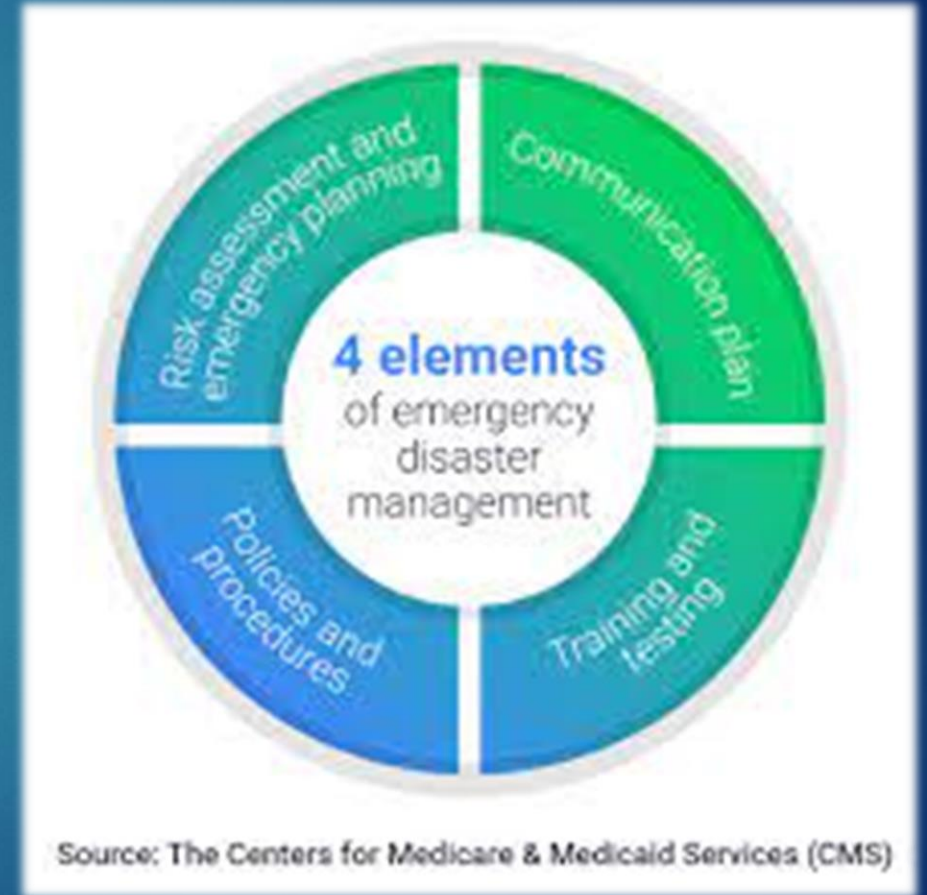 Risk assessment and
emergency planning
Communication plan
4 elements
of emergency
disaster
management
Policies and
procedures
Training and
testing
Source: The Centers for Medicare & Medicaid Services (CMS)